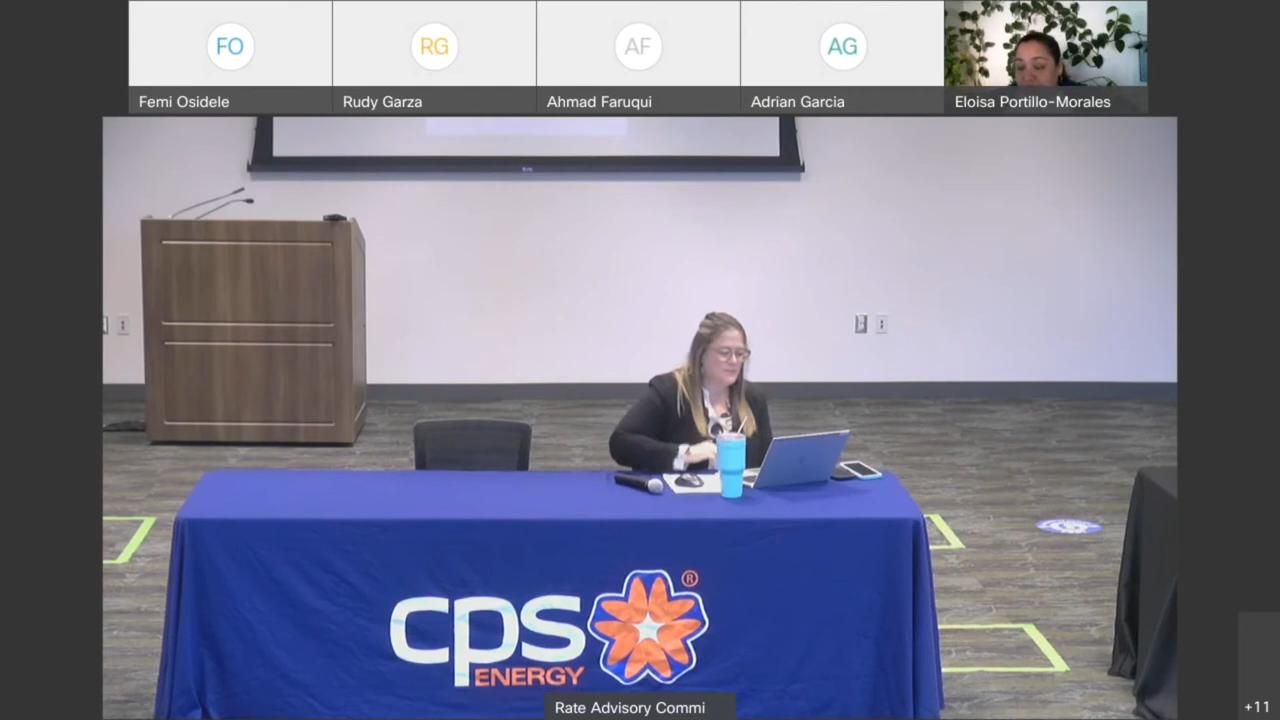 FO
RG
AF
AG
Femi Osidele
Rudy Garza
Ahmad Faruqui
Adrian Garcia
Eloisa Portillo-Morales
cps
®
ENERGY
Rate Advisory Commi
+11